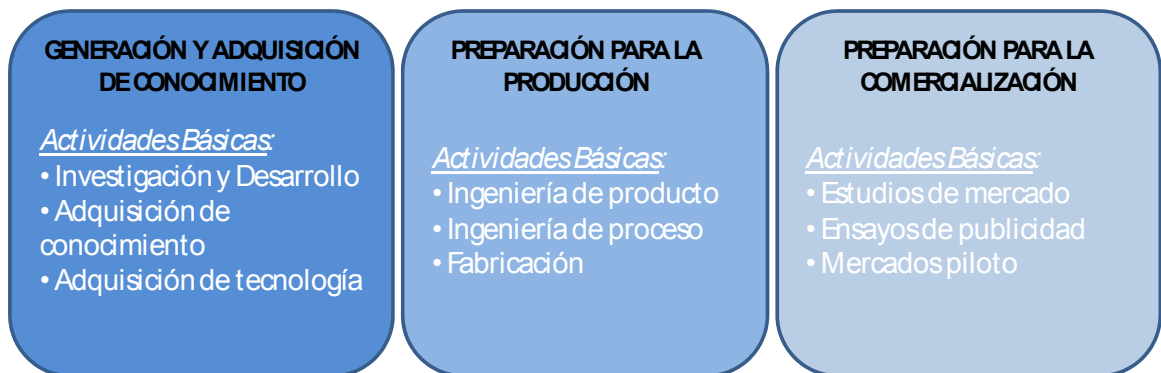 GENERACIÓN Y ADQUISICIÓN
DE CONOCIMIENTO
Actividades Básicas:
• Investigación y Desarrollo
• Adquisición de
conocimiento
• Adquisición de tecnología
PREPARACIÓN PARA LA
PRODUCCIÓN
Actividades Básicas:
• Ingeniería de producto
• Ingeniería de proceso
• Fabricación
PREPARACIÓN PARA LA
COMERCIALIZACIÓN
Actividades Básicas:
• Estudios de mercado
• Ensayos de publicidad
• Mercados piloto